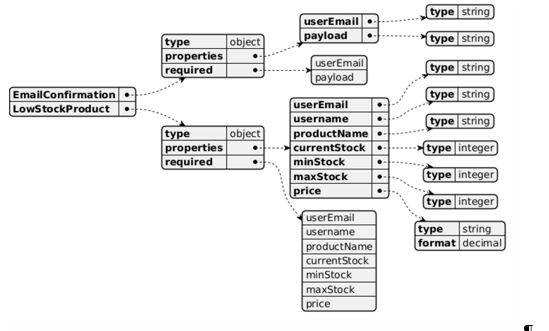 EmailConfirmation
LowStockProduct
type object
properties
required
userEmail
payload
type string
type string
userEmail
payload
type object
properties
required
userEmail
username
productName
currentStock
minStock
maxStock
price
type string
type string
type string
type integer
type integer
type integer
type string
format decimal
userEmail
username
productName
currentStock
minStock
maxStock
price
¶